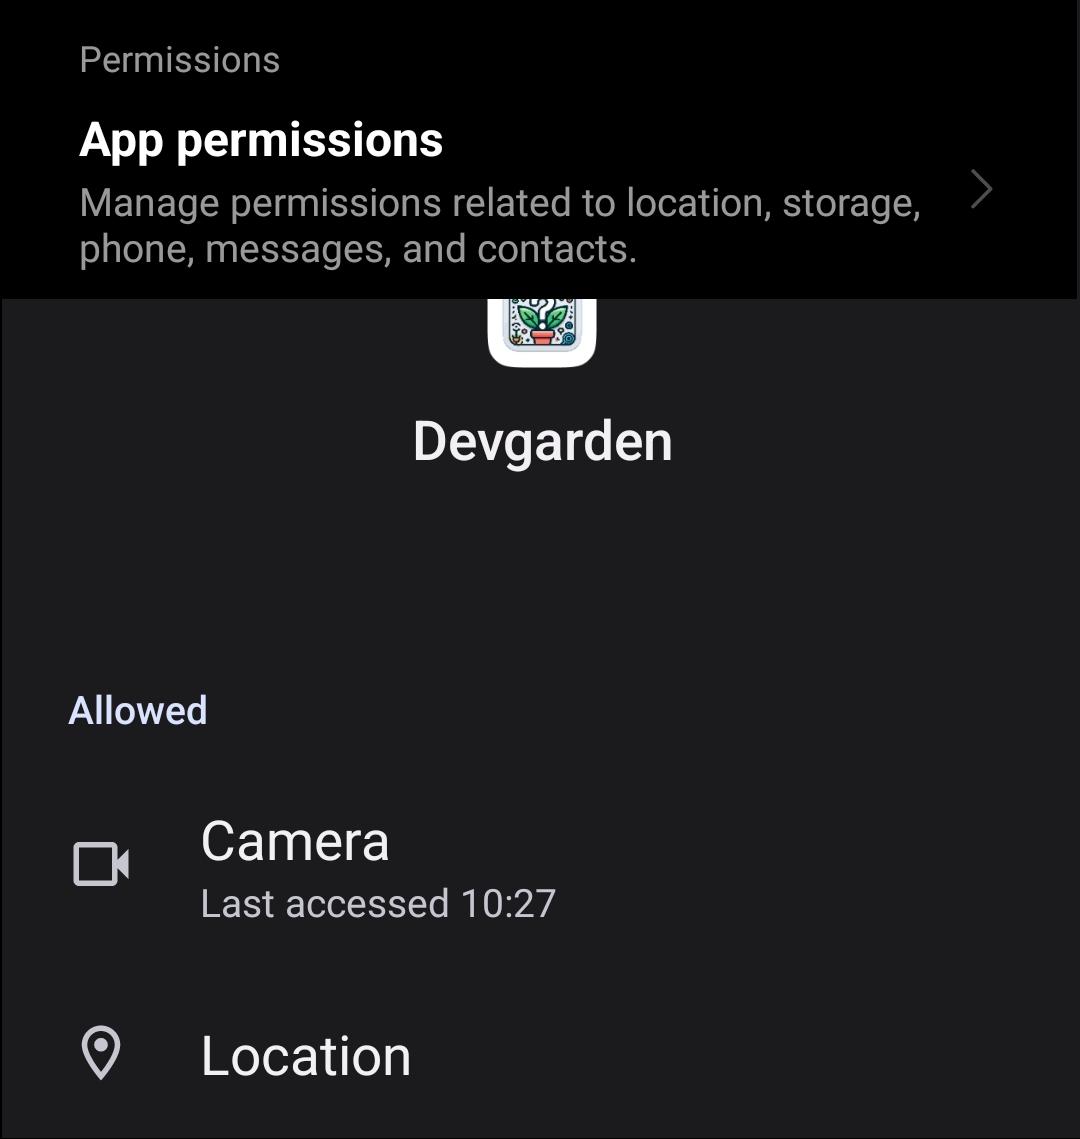 Permissions
App permissions
Manage permissions related to location, storage,
phone, messages, and contacts.
Devgarden
Allowed
Camera
Last accessed 10:27
Location